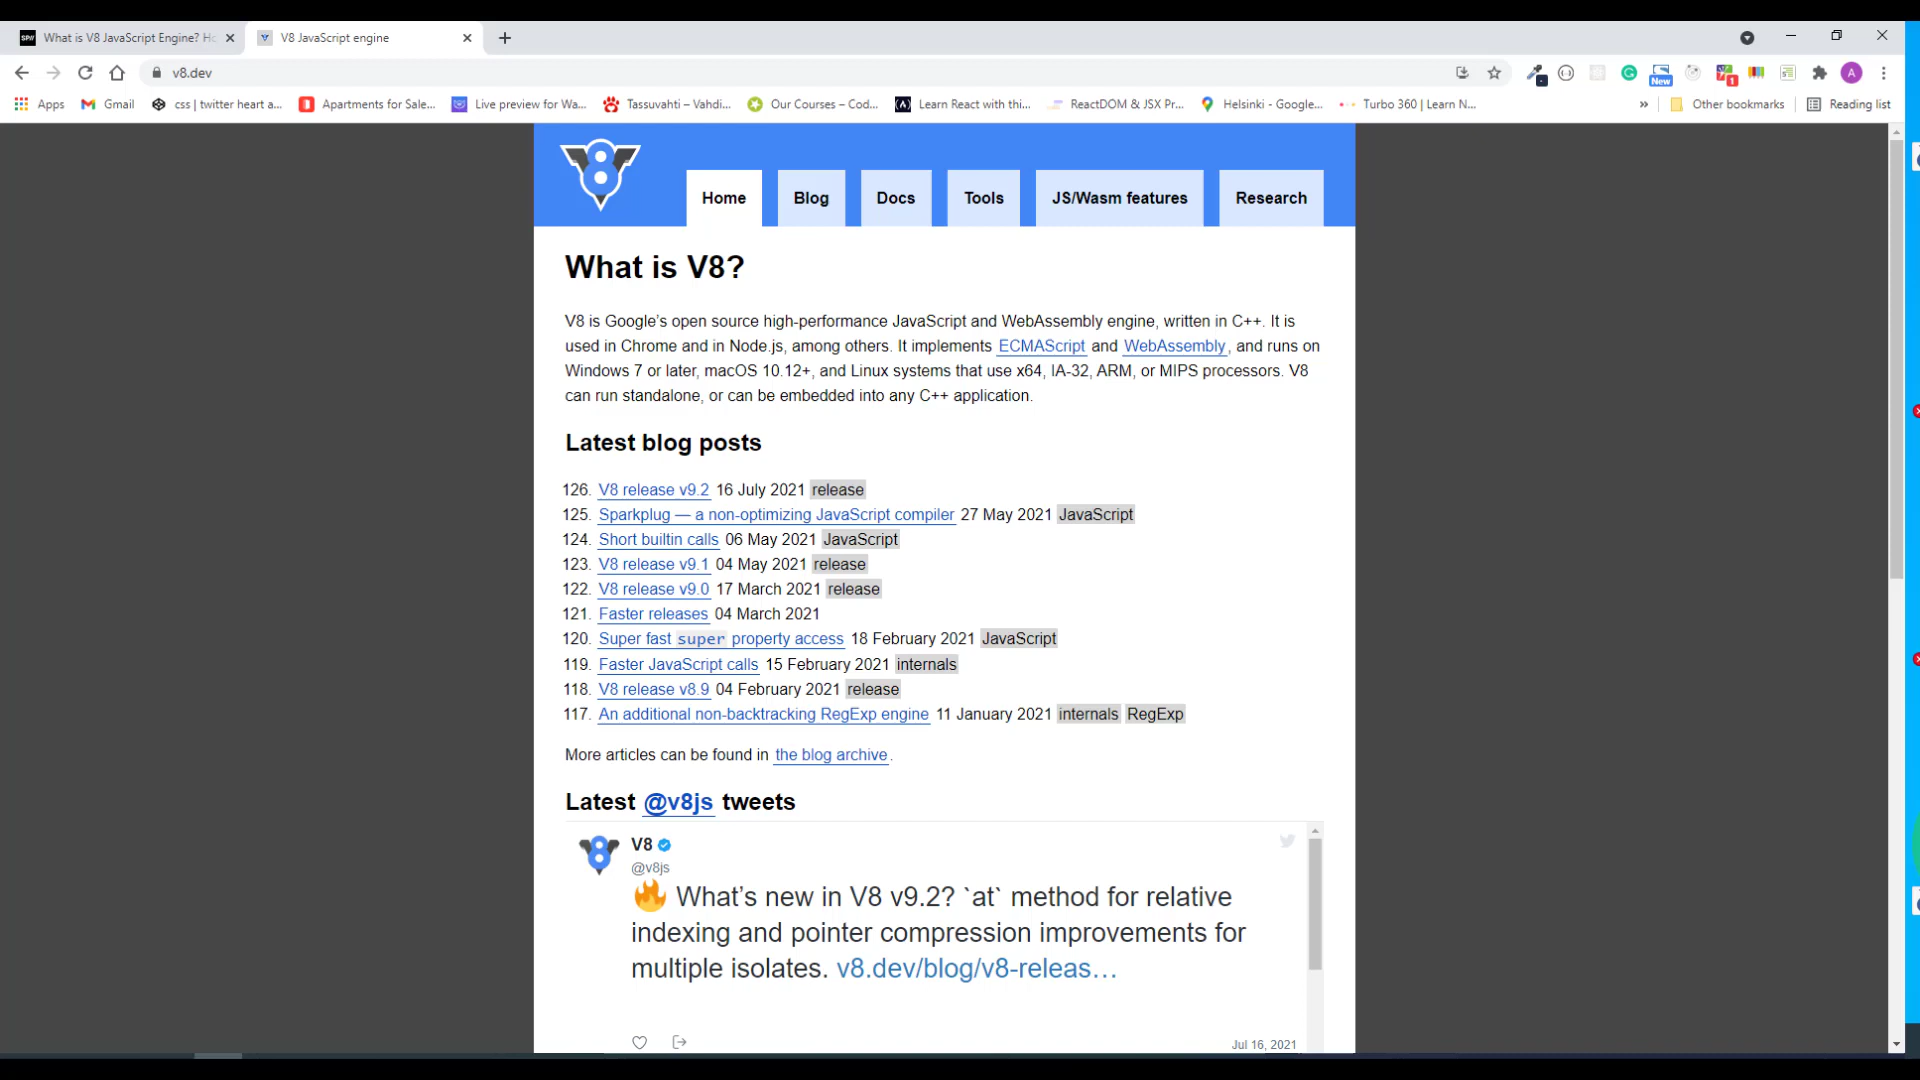 What is V8 JavaScript Engine? Ho
V8 JavaScript engine
v8.dev
New
1
A
Apps
Gmail
css | twitter heart a...
Apartments for Sale...
Live preview for Wa...
Tassuvahti – Vahdi...
Our Courses – Cod...
Learn React with thi...
ReactDOM & JSX Pr...
Helsinki - Google...
Turbo 360 | Learn N...
»
Other bookmarks
Reading list
Home
Blog
Docs
Tools
JS/Wasm features
Research
What is V8?
V8 is Google's open source high-performance JavaScript and WebAssembly engine, written in C++. It is
used in Chrome and in Node.js, among others. It implements ECMAScript and WebAssembly, and runs on
Windows 7 or later, macOS 10.12+, and Linux systems that use x64, IA-32, ARM, or MIPS processors. V8
can run standalone, or can be embedded into any C++ application.
Latest blog posts
126. V8 release v9.2 16 July 2021 release
125. Sparkplug — a non-optimizing JavaScript compiler 27 May 2021 JavaScript
124. Short builtin calls 06 May 2021 JavaScript
123. V8 release v9.1 04 May 2021 release
122. V8 release v9.0 17 March 2021 release
121. Faster releases 04 March 2021
120. Super fast super property access 18 February 2021 JavaScript
119. Faster JavaScript calls 15 February 2021 internals
118. V8 release v8.9 04 February 2021 release
117. An additional non-backtracking RegExp engine 11 January 2021 internals RegExp
More articles can be found in the blog archive.
Latest @v8js tweets
V8
@v8js
🔥 What's new in V8 v9.2? `at` method for relative
indexing and pointer compression improvements for
multiple isolates. v8.dev/blog/v8-releas…
Jul 16, 2021